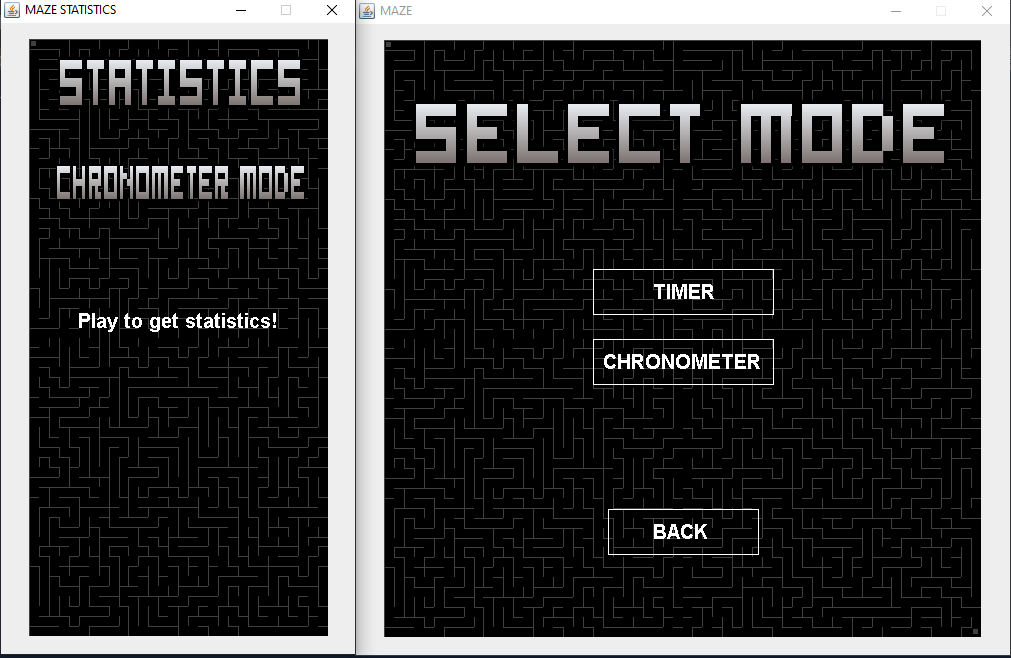 MAZE STATISTICS
STATISTICS
CHRONOMETER MODE
Play to get statistics!
MAZE
SELECT MODE
TIMER
CHRONOMETER
BACK